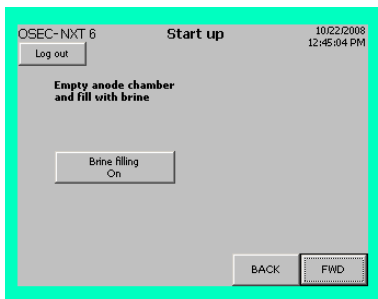 OSEC-NXT 6 Start up 10/22/2008
12:45:04 PM
Log out
Empty anode chamber
and fill with brine
Brine filling
On
BACK FWD